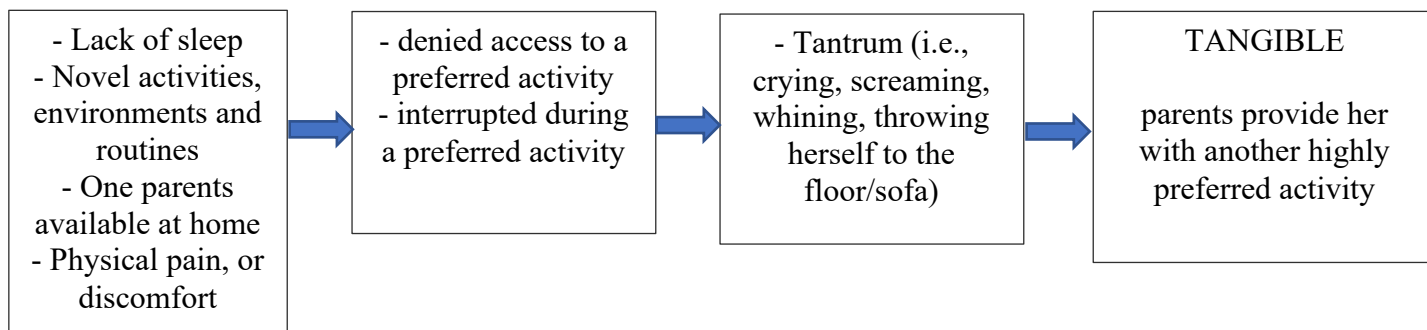 - Lack of sleep
- Novel activities,
environments and
routines
- One parents
available at home
- Physical pain, or
discomfort
- denied access to a
preferred activity
- interrupted during
a preferred activity
- Tantrum (i.e.,
crying, screaming,
whining, throwing
herself to the
floor/sofa)
TANGIBLE
parents provide her
with another highly
preferred activity